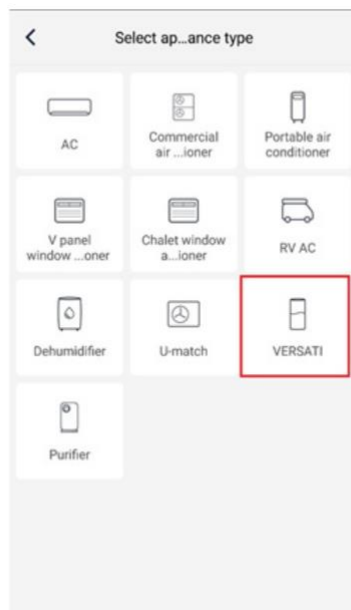 Select ap...ance type
AC
Commercial
air ...ioner
Portable air
conditioner
V panel
window ...oner
Chalet window
a...ioner
RV AC
Dehumidifier
U-match
VERSATI
Purifier